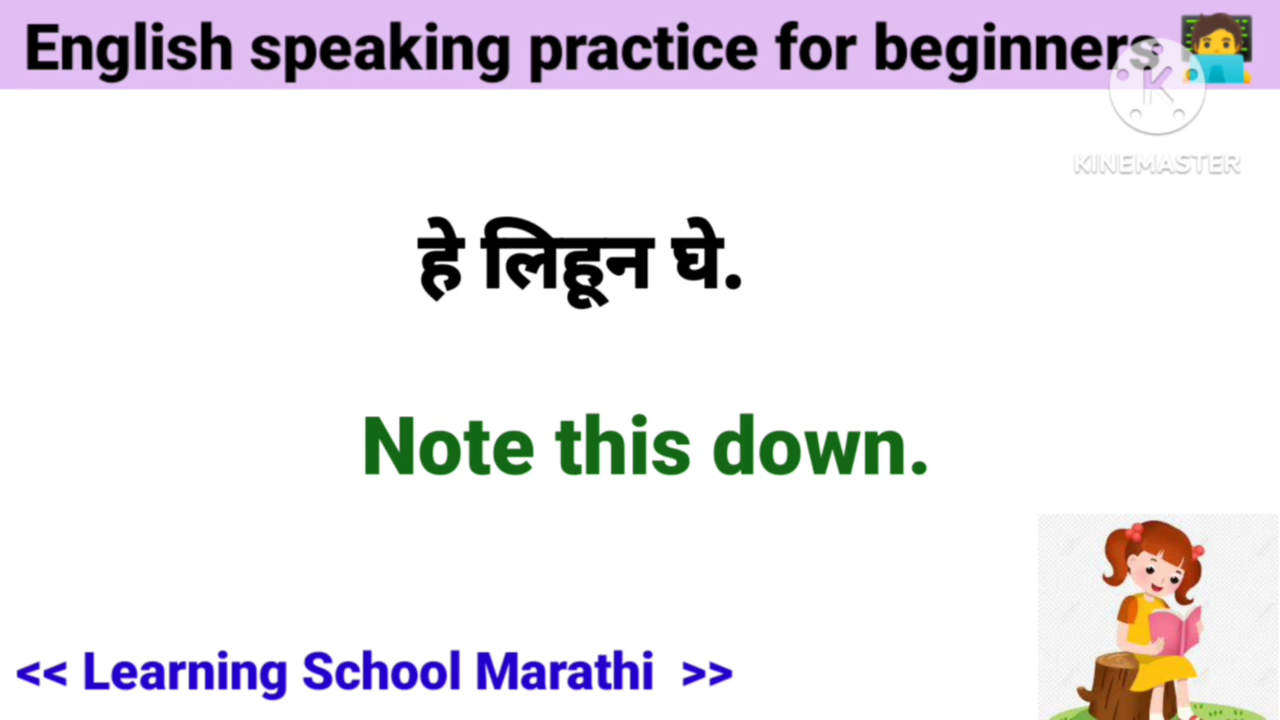 English speaking practice for beginners 👨‍💻
KINEMASTER
हे लिहून घे.
Note this down.
<< Learning School Marathi >>